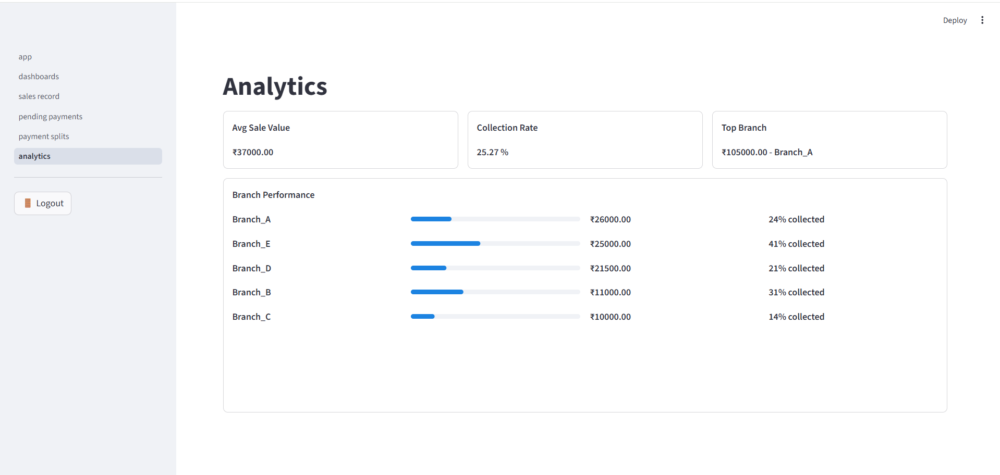 Deploy
app
dashboards
sales record
pending payments
payment splits
analytics
Logout
Analytics
Avg Sale Value
₹37000.00
Collection Rate
25.27 %
Top Branch
₹105000.00 - Branch_A
Branch Performance
Branch_A ₹26000.00 24% collected
Branch_E ₹25000.00 41% collected
Branch_D ₹21500.00 21% collected
Branch_B ₹11000.00 31% collected
Branch_C ₹10000.00 14% collected